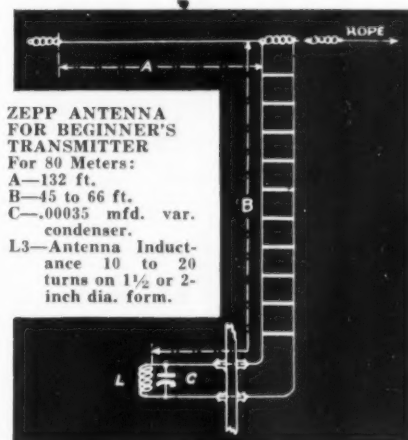 ROPE
A
ZEPP ANTENNA
FOR BEGINNER'S
TRANSMITTER
For 80 Meters:
A—132 ft.
B—45 to 66 ft.
C—.00035 mfd. var.
condenser.
L3—Antenna Induct-
ance 10 to 20
turns on 1½ or 2-
inch dia. form.
B
L
C